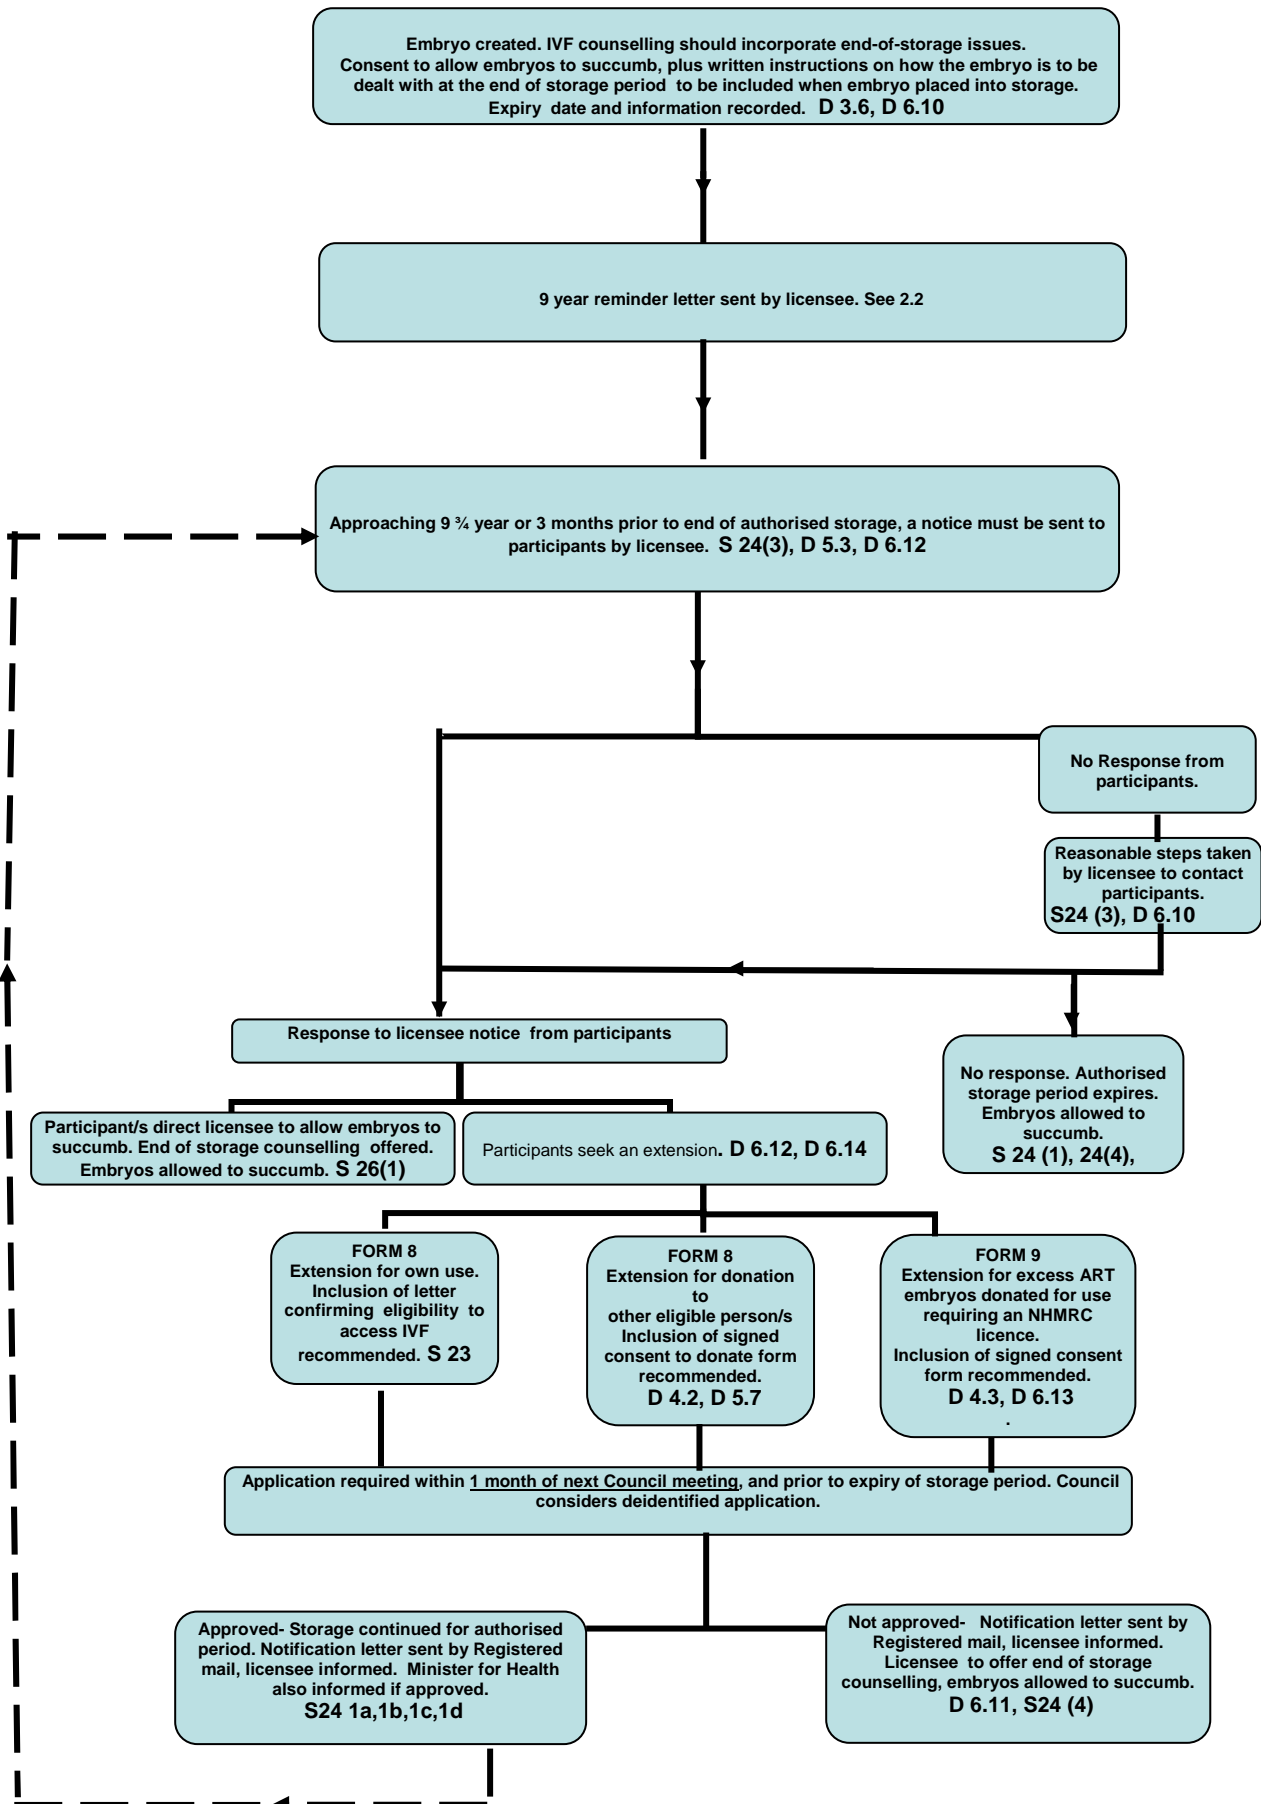 Embryo created. IVF counselling should incorporate end-of-storage issues.
Consent to allow embryos to succumb, plus written instructions on how the embryo is to be
dealt with at the end of storage period to be included when embryo placed into storage.
Expiry date and information recorded. D 3.6, D 6.10
9 year reminder letter sent by licensee. See 2.2
Approaching 9 ¾ year or 3 months prior to end of authorised storage, a notice must be sent to
participants by licensee. S 24(3), D 5.3, D 6.12
No Response from
participants.
Reasonable steps taken
by licensee to contact
participants.
S24 (3), D 6.10
Response to licensee notice from participants
No response. Authorised
storage period expires.
Embryos allowed to
succumb.
S 24 (1), 24(4),
Participant/s direct licensee to allow embryos to
succumb. End of storage counselling offered.
Embryos allowed to succumb. S 26(1)
Participants seek an extension. D 6.12, D 6.14
FORM 8
Extension for own use.
Inclusion of letter
confirming eligibility to
access IVF
recommended. S 23
FORM 8
Extension for donation
to
other eligible person/s
Inclusion of signed
consent to donate form
recommended.
D 4.2, D 5.7
FORM 9
Extension for excess ART
embryos donated for use
requiring an NHMRC
licence.
Inclusion of signed consent
form recommended.
D 4.3, D 6.13
.
Application required within 1 month of next Council meeting, and prior to expiry of storage period. Council
considers deidentified application.
Approved- Storage continued for authorised
period. Notification letter sent by Registered
mail, licensee informed. Minister for Health
also informed if approved.
S24 1a,1b,1c,1d
Not approved- Notification letter sent by
Registered mail, licensee informed.
Licensee to offer end of storage
counselling, embryos allowed to succumb.
D 6.11, S24 (4)